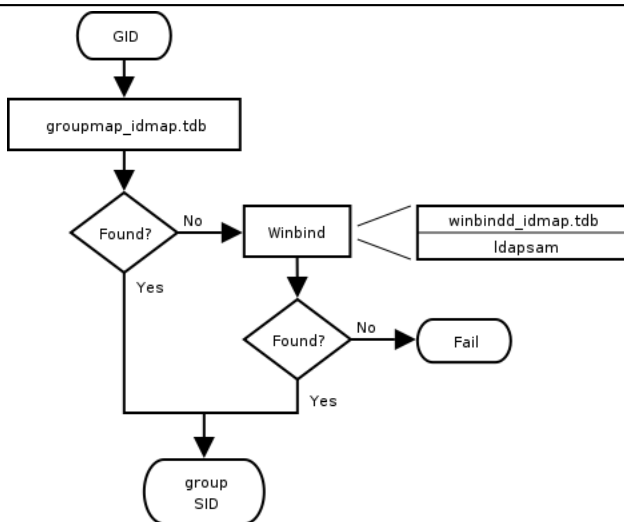 GID
groupmap_idmap.tdb
Found?
No
Winbind
winbindd_idmap.tdb
ldapsam
Yes
Found?
No
Fail
Yes
group
SID